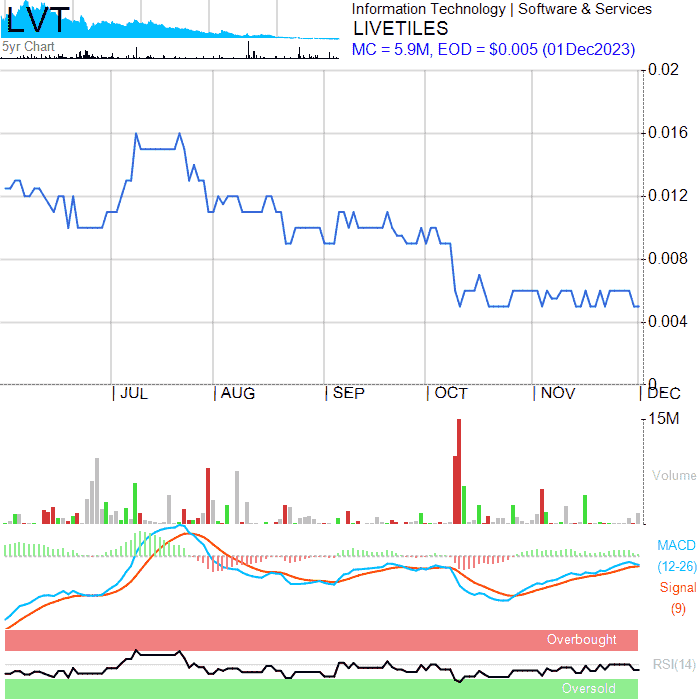 LVT
5yr Chart
Information Technology | Software & Services
LIVETILES
MC = 5.9M, EOD = $0.005 (01Dec2023)
0.02
0.016
0.012
0.008
0.004
0
JUL
AUG
SEP
OCT
NOV
DEC
15M
Volume
MACD
(12-26)
Signal
(9)
Overbought
RSI(14)
Oversold